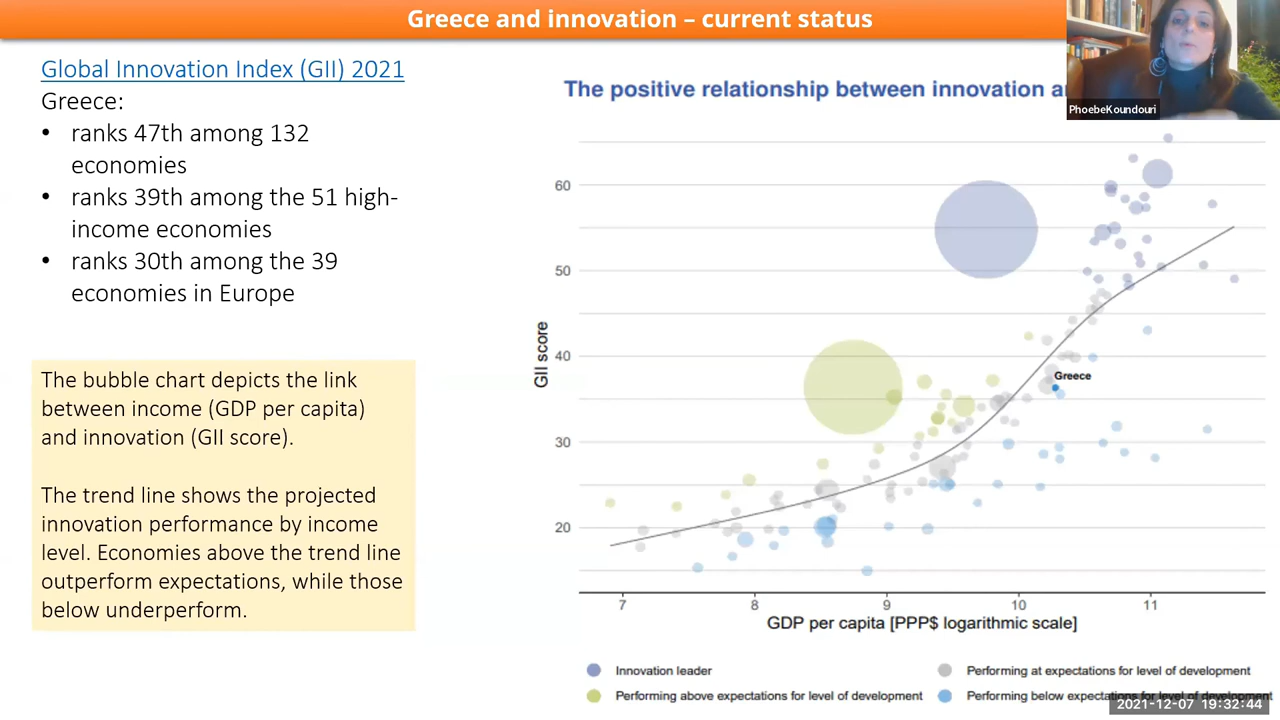 Greece and innovation – current status
Global Innovation Index (GII) 2021
Greece:
• ranks 47th among 132
economies
• ranks 39th among the 51 high-
income economies
• ranks 30th among the 39
economies in Europe
The bubble chart depicts the link
between income (GDP per capita)
and innovation (GII score).
The trend line shows the projected
innovation performance by income
level. Economies above the trend line
outperform expectations, while those
below underperform.
The positive relationship between innovation
PhoebeKoundouri
GII score
60
50
40
30
20
Greece
7
8
9
10
11
GDP per capita [PPP$ logarithmic scale]
Innovation leader
Performing at expectations for level of development
Performing above expectations for level of development
Performing below expectations for level of development
2021-12-07 19:32:44